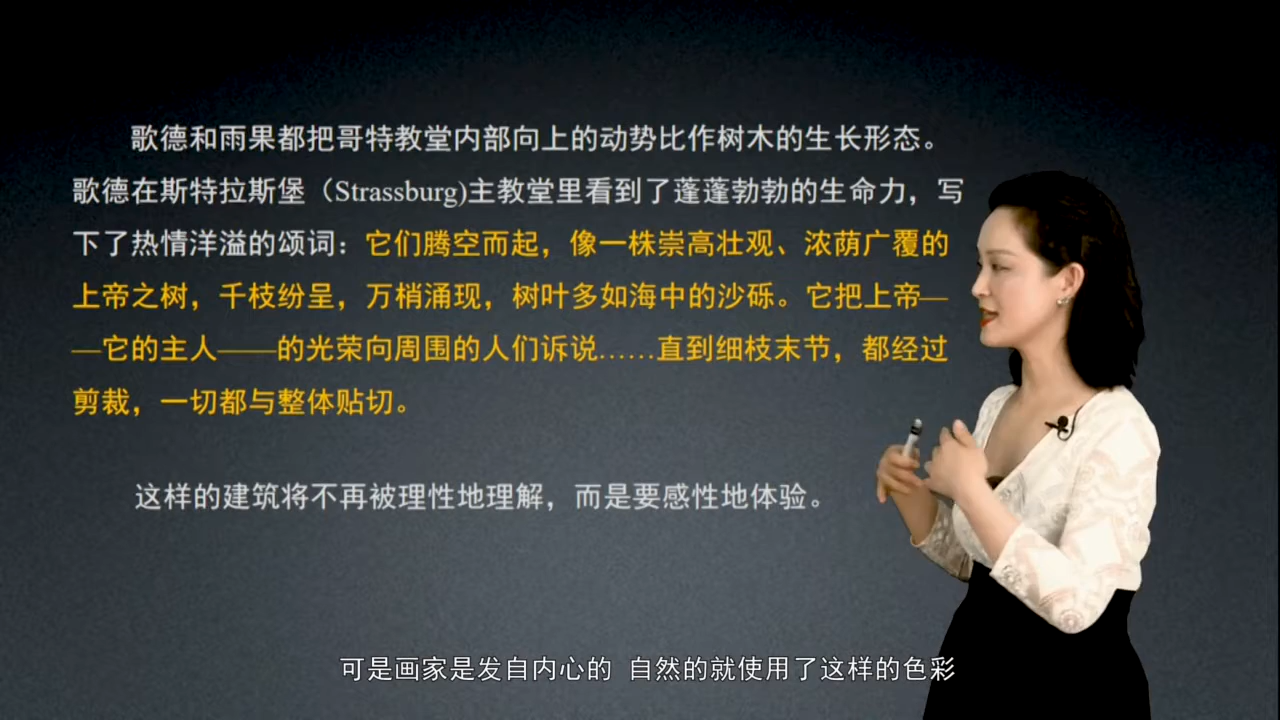 歌德和雨果都把哥特教堂内部向上的动势比作树木的生长形态。
歌德在斯特拉斯堡（Strassburg)主教堂里看到了蓬蓬勃勃的生命力，写
下了热情洋溢的颂词：它们腾空而起，像一株崇高壮观、浓荫广覆的
上帝之树，千枝纷呈，万梢涌现，树叶多如海中的沙砾。它把上帝—
—它的主人——的光荣向周围的人们诉说……直到细枝末节，都经过
剪裁，一切都与整体贴切。
这样的建筑将不再被理性地理解，而是要感性地体验。
可是画家是发自内心的 自然的就使用了这样的色彩